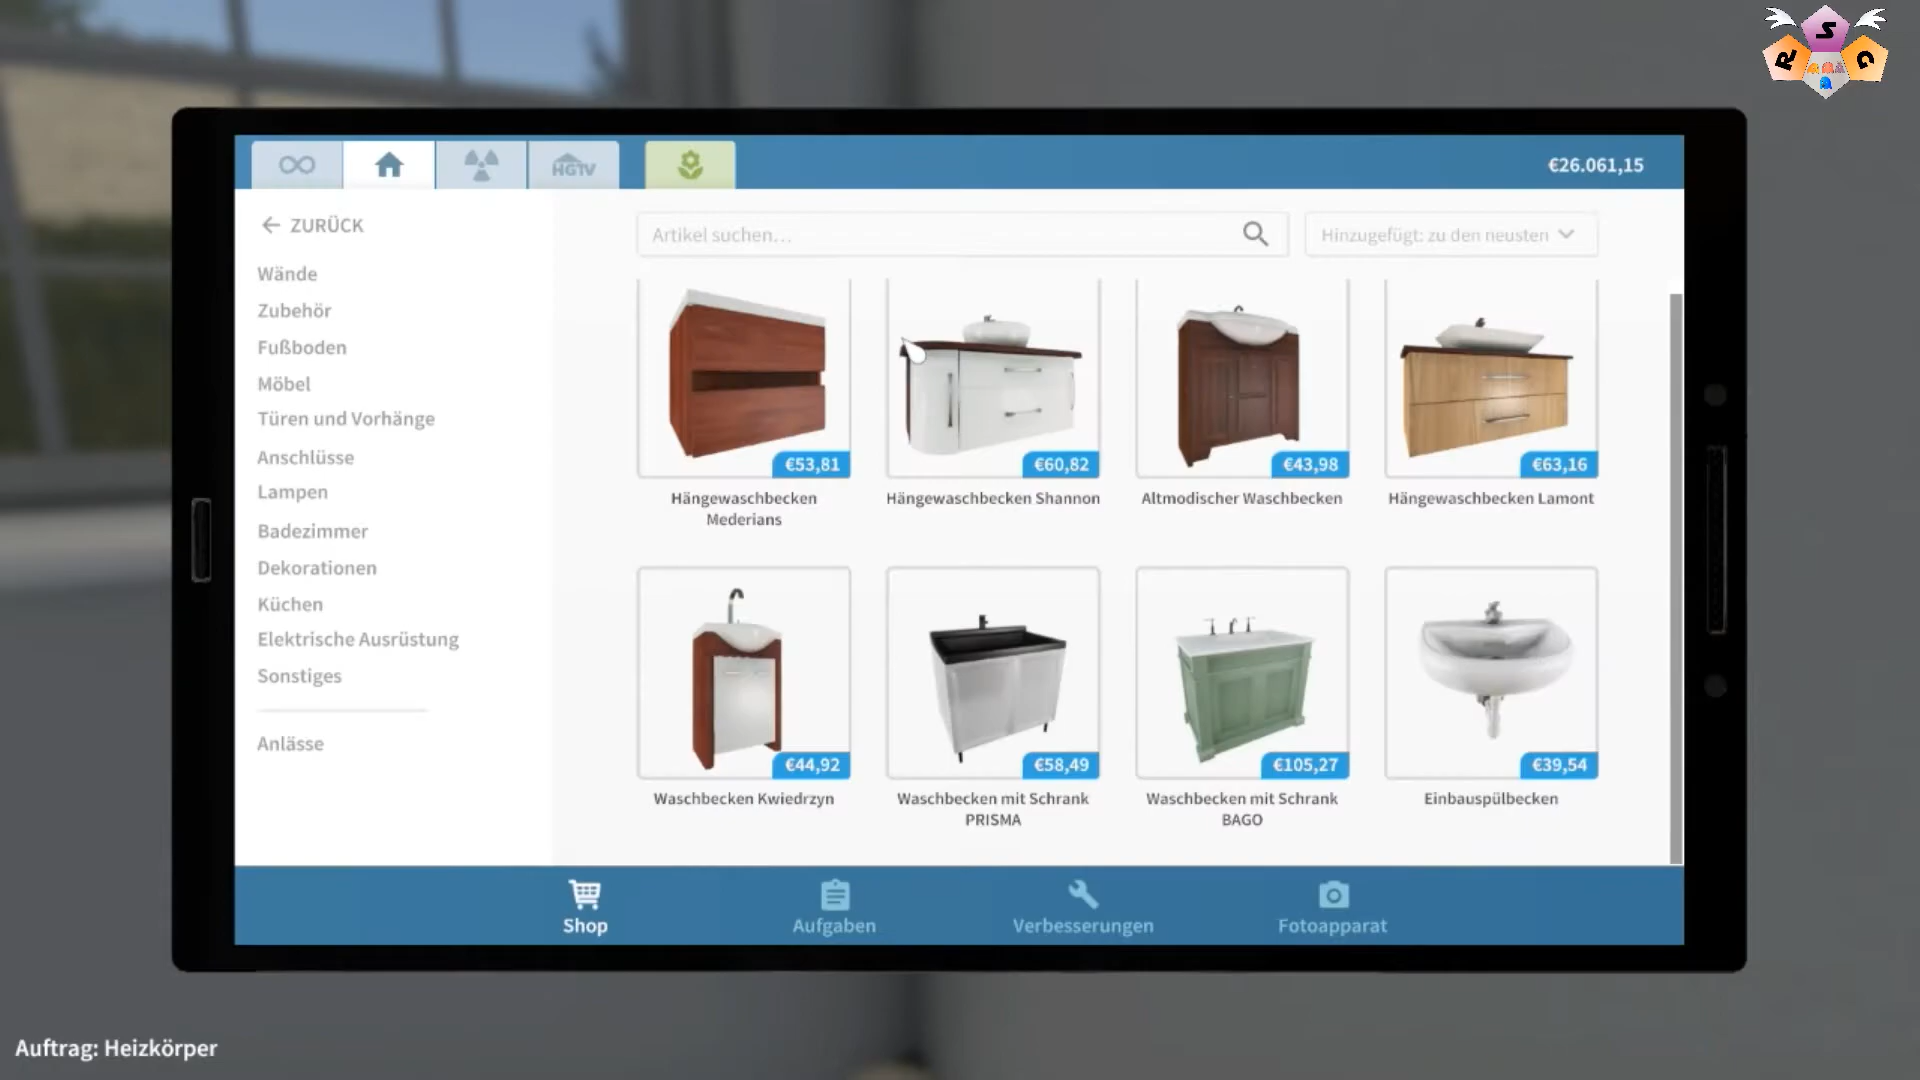 R S G
HGTV
€26.061,15
ZURÜCK
Artikel suchen...
Hinzugefügt: zu den neusten
Wände
Zubehör
Fußboden
Möbel
Türen und Vorhänge
Anschlüsse
Lampen
Badezimmer
Dekorationen
Küchen
Elektrische Ausrüstung
Sonstiges
Anlässe
€53,81
€60,82
€43,98
€63,16
Hängewaschbecken
Mederians
Hängewaschbecken Shannon
Altmodischer Waschbecken
Hängewaschbecken Lamont
€44,92
€58,49
€105,27
€39,54
Waschbecken Kwiedrzyn
Waschbecken mit Schrank
PRISMA
Waschbecken mit Schrank
BAGO
Einbauspülbecken
Shop
Aufgaben
Verbesserungen
Fotoapparat
Auftrag: Heizkörper